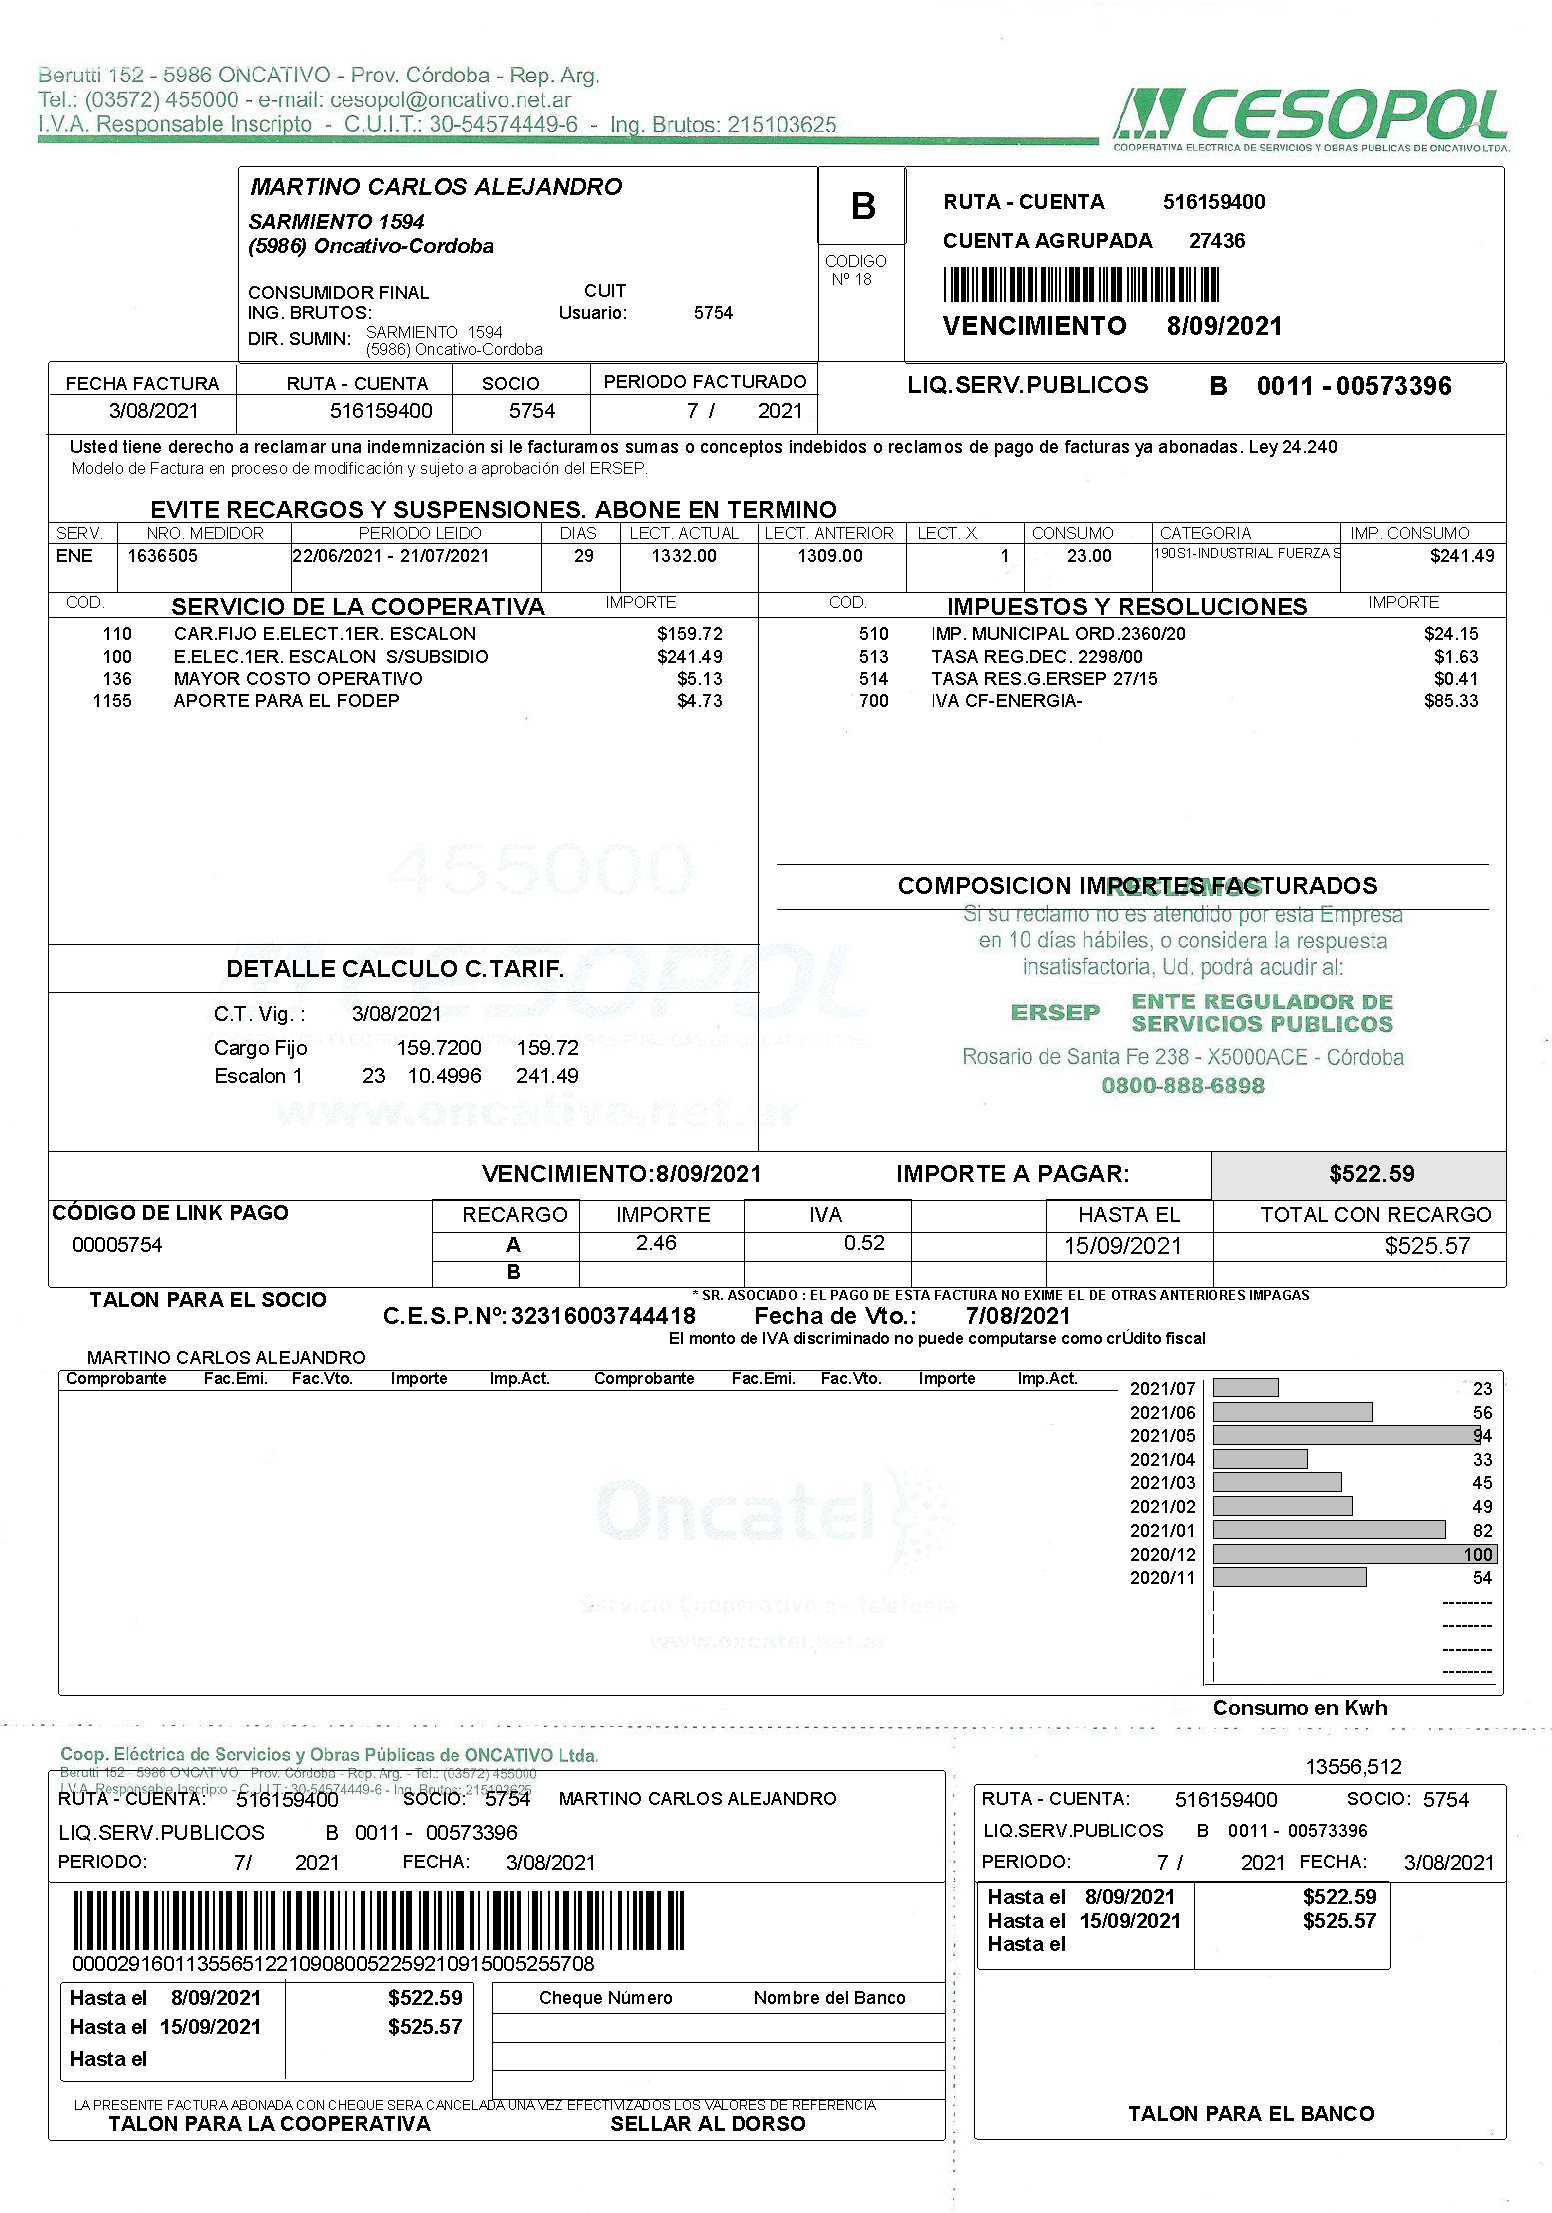 Berutti 152 - 5986 ONCATIVO - Prov. Córdoba - Rep. Arg.
Tel.: (03572) 455000 - e-mail: cesopol@oncativo.net.ar
I.V.A. Responsable Inscripto - C.U.I.T.: 30-54574449-6 - Ing. Brutos: 215103625
CESOPOL
COOPERATIVA ELECTRICA DE SERVICIOS Y OBRAS PUBLICAS DE ONCATIVO LTDA.
MARTINO CARLOS ALEJANDRO
SARMIENTO 1594
(5986) Oncativo-Cordoba
CONSUMIDOR FINAL CUIT
ING. BRUTOS: Usuario: 5754
DIR. SUMIN: SARMIENTO 1594
(5986) Oncativo-Cordoba
B
CODIGO
Nº 18
RUTA - CUENTA 516159400
CUENTA AGRUPADA 27436
VENCIMIENTO 8/09/2021
FECHA FACTURA RUTA - CUENTA SOCIO PERIODO FACTURADO
3/08/2021 516159400 5754 7 / 2021
LIQ.SERV.PUBLICOS B 0011 - 00573396
Usted tiene derecho a reclamar una indemnización si le facturamos sumas o conceptos indebidos o reclamos de pago de facturas ya abonadas. Ley 24.240
Modelo de Factura en proceso de modificación y sujeto a aprobación del ERSEP.
EVITE RECARGOS Y SUSPENSIONES. ABONE EN TERMINO
SERV. NRO. MEDIDOR PERIODO LEIDO DIAS LECT. ACTUAL LECT. ANTERIOR LECT. X CONSUMO CATEGORIA IMP. CONSUMO
ENE 1636505 22/06/2021 - 21/07/2021 29 1332.00 1309.00 1 23.00 190S1-INDUSTRIAL FUERZA S $241.49
COD. SERVICIO DE LA COOPERATIVA IMPORTE COD. IMPUESTOS Y RESOLUCIONES IMPORTE
110 CAR.FIJO E.ELECT.1ER. ESCALON $159.72 510 IMP. MUNICIPAL ORD.2360/20 $24.15
100 E.ELEC.1ER. ESCALON S/SUBSIDIO $241.49 513 TASA REG.DEC. 2298/00 $1.63
136 MAYOR COSTO OPERATIVO $5.13 514 TASA RES.G.ERSEP 27/15 $0.41
1155 APORTE PARA EL FODEP $4.73 700 IVA CF-ENERGIA- $85.33
455000
CESOPOL
www.oncativo.net.ar
COMPOSICION IMPORTES FACTURADOS
RECLAMOS
Si su reclamo no es atendido por esta Empresa
en 10 días hábiles, o considera la respuesta
insatisfactoria, Ud. podrá acudir al:
ERSEP ENTE REGULADOR DE
SERVICIOS PUBLICOS
Rosario de Santa Fe 238 - X5000ACE - Córdoba
0800-888-6898
DETALLE CALCULO C.TARIF.
C.T. Vig. : 3/08/2021
Cargo Fijo 159.7200 159.72
Escalon 1 23 10.4996 241.49
VENCIMIENTO:8/09/2021 IMPORTE A PAGAR: $522.59
CÓDIGO DE LINK PAGO RECARGO IMPORTE IVA HASTA EL TOTAL CON RECARGO
00005754 A 2.46 0.52 15/09/2021 $525.57
B
TALON PARA EL SOCIO * SR. ASOCIADO : EL PAGO DE ESTA FACTURA NO EXIME EL DE OTRAS ANTERIORES IMPAGAS
C.E.S.P.Nº: 32316003744418 Fecha de Vto.: 7/08/2021
El monto de IVA discriminado no puede computarse como crÚdito fiscal
MARTINO CARLOS ALEJANDRO
Comprobante Fac.Emi. Fac.Vto. Importe Imp.Act. Comprobante Fac.Emi. Fac.Vto. Importe Imp.Act.
2021/07 23
2021/06 56
2021/05 94
2021/04 33
2021/03 45
2021/02 49
2021/01 82
2020/12 100
2020/11 54
--------
--------
--------
--------
Consumo en Kwh
Oncatel
Servicio Cooperativo de Telefonía
www.oncatel.net.ar
Coop. Eléctrica de Servicios y Obras Públicas de ONCATIVO Ltda.
Berutti 152 - 5986 ONCATIVO - Prov. Córdoba - Rep. Arg. - Tel.: (03572) 455000
I.V.A. Responsable Inscripto - C.U.I.T.: 30-54574449-6 - Ing. Brutos: 215103625
RUTA - CUENTA: 516159400 SOCIO: 5754 MARTINO CARLOS ALEJANDRO
LIQ.SERV.PUBLICOS B 0011 - 00573396
PERIODO: 7/ 2021 FECHA: 3/08/2021
00002916011355651221090800522592109150052557​08
Hasta el 8/09/2021 $522.59
Hasta el 15/09/2021 $525.57
Hasta el
Cheque Número Nombre del Banco
LA PRESENTE FACTURA ABONADA CON CHEQUE SERA CANCELADA UNA VEZ EFECTIVIZADOS LOS VALORES DE REFERENCIA
TALON PARA LA COOPERATIVA SELLAR AL DORSO
13556,512
RUTA - CUENTA: 516159400 SOCIO: 5754
LIQ.SERV.PUBLICOS B 0011 - 00573396
PERIODO: 7 / 2021 FECHA: 3/08/2021
Hasta el 8/09/2021 $522.59
Hasta el 15/09/2021 $525.57
Hasta el
TALON PARA EL BANCO